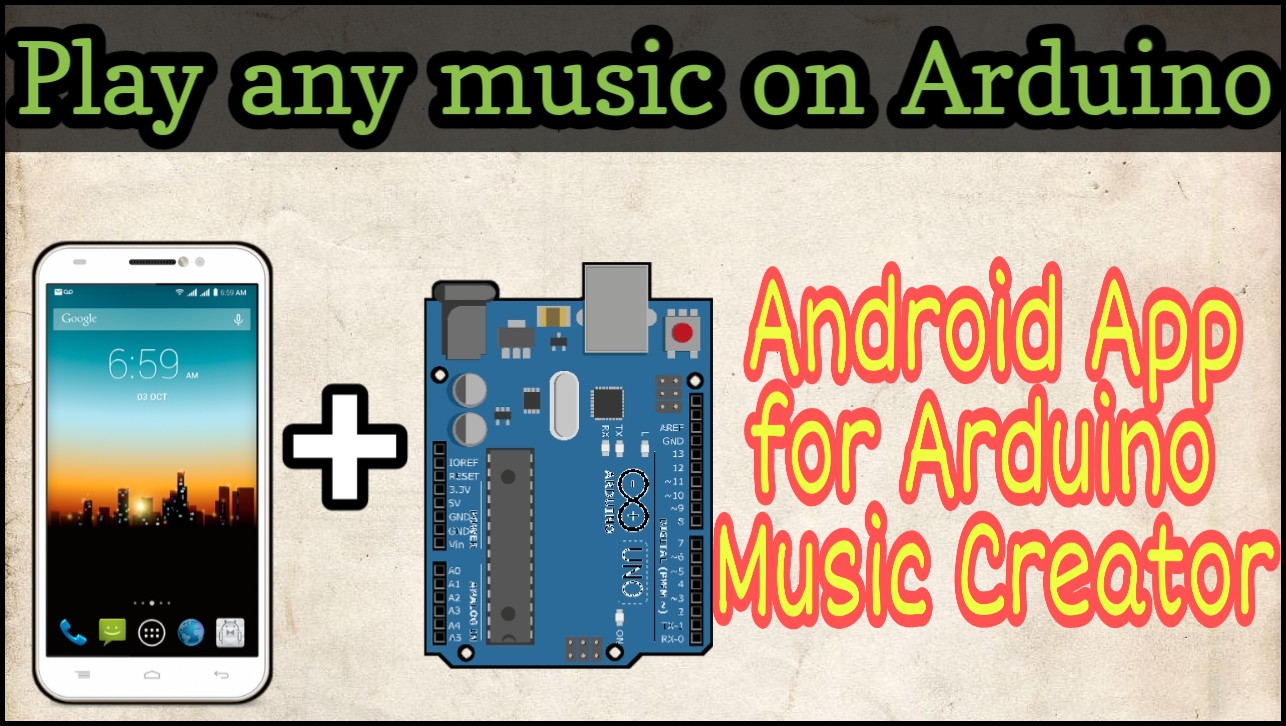 Play any music on Arduino
6:59 AM
Google
6:59 AM
03 OCT
Android App
for Arduino
Music Creator
RX
TX
L
AREF
GND
13
12
~11
~10
~9
8
IOREF
RESET
3.3V
5V
GND
GND
Vin
POWER
ARDUINO
UNO
DIGITAL (PWM ~)
7
~6
~5
4
~3
2
TX-1
RX-0
A0
A1
A2
A3
A4
A5
ANALOG IN
ON